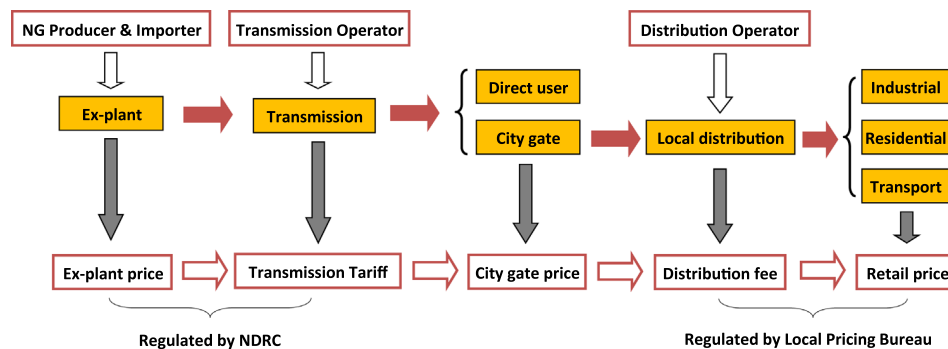 NG Producer & Importer
Transmission Operator
Distribution Operator
Direct user
Industrial
Ex-plant
Transmission
City gate
Local distribution
Residential
Transport
Ex-plant price
Transmission Tariff
City gate price
Distribution fee
Retail price
Regulated by NDRC
Regulated by Local Pricing Bureau